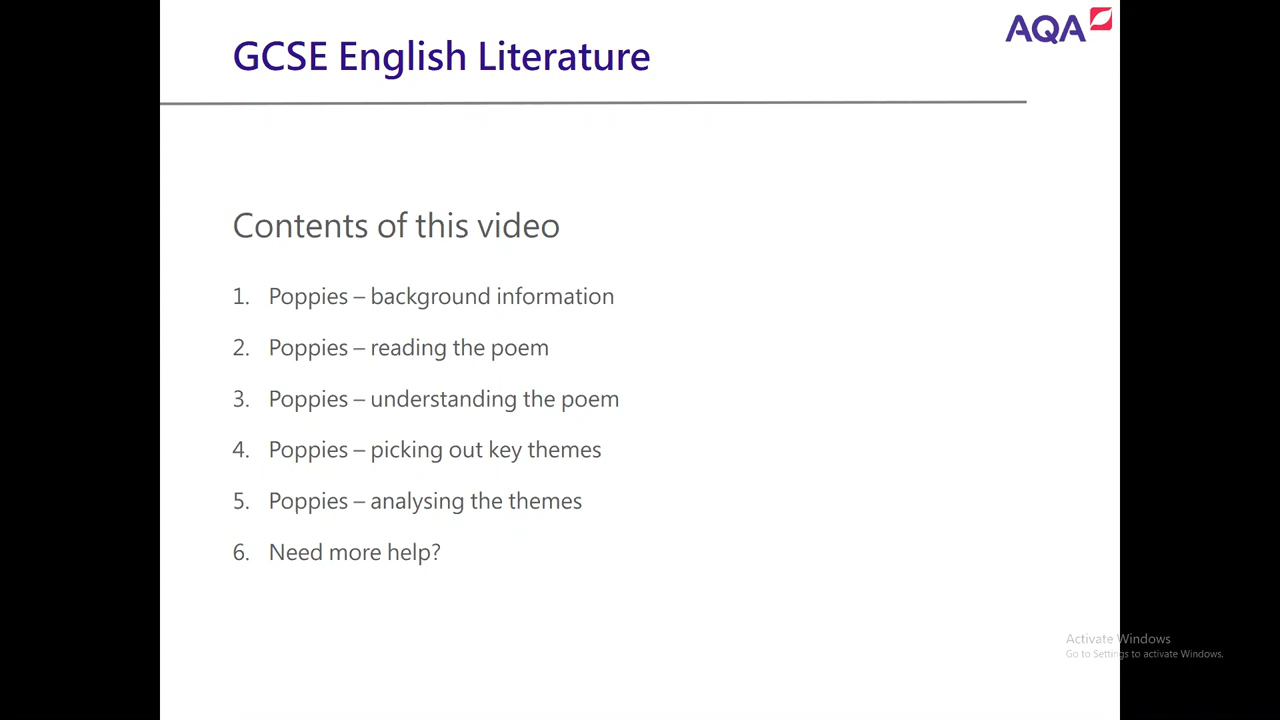 GCSE English Literature
AQA
Contents of this video
1. Poppies – background information
2. Poppies – reading the poem
3. Poppies – understanding the poem
4. Poppies – picking out key themes
5. Poppies – analysing the themes
6. Need more help?
Activate Windows
Go to Settings to activate Windows.